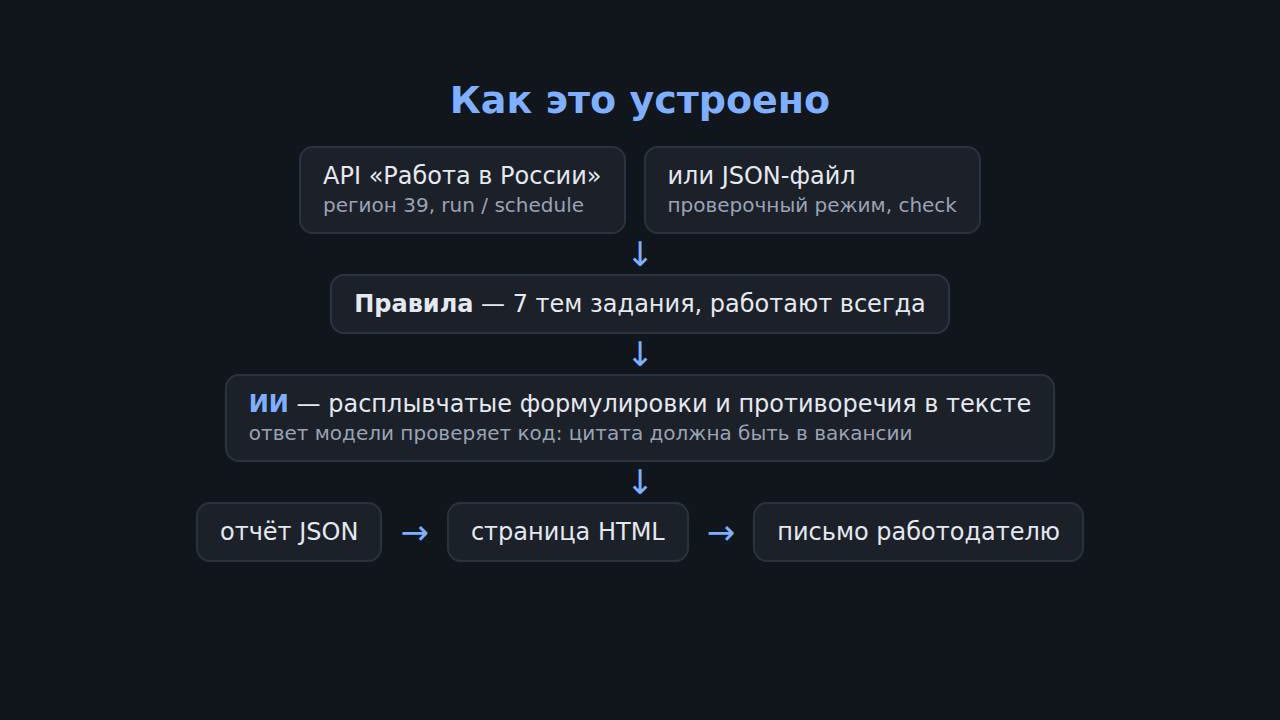 Как это устроено
API «Работа в России»
регион 39, run / schedule
или JSON-файл
проверочный режим, check
↓
Правила — 7 тем задания, работают всегда
↓
ИИ — расплывчатые формулировки и противоречия в тексте
ответ модели проверяет код: цитата должна быть в вакансии
↓
отчёт JSON → страница HTML → письмо работодателю